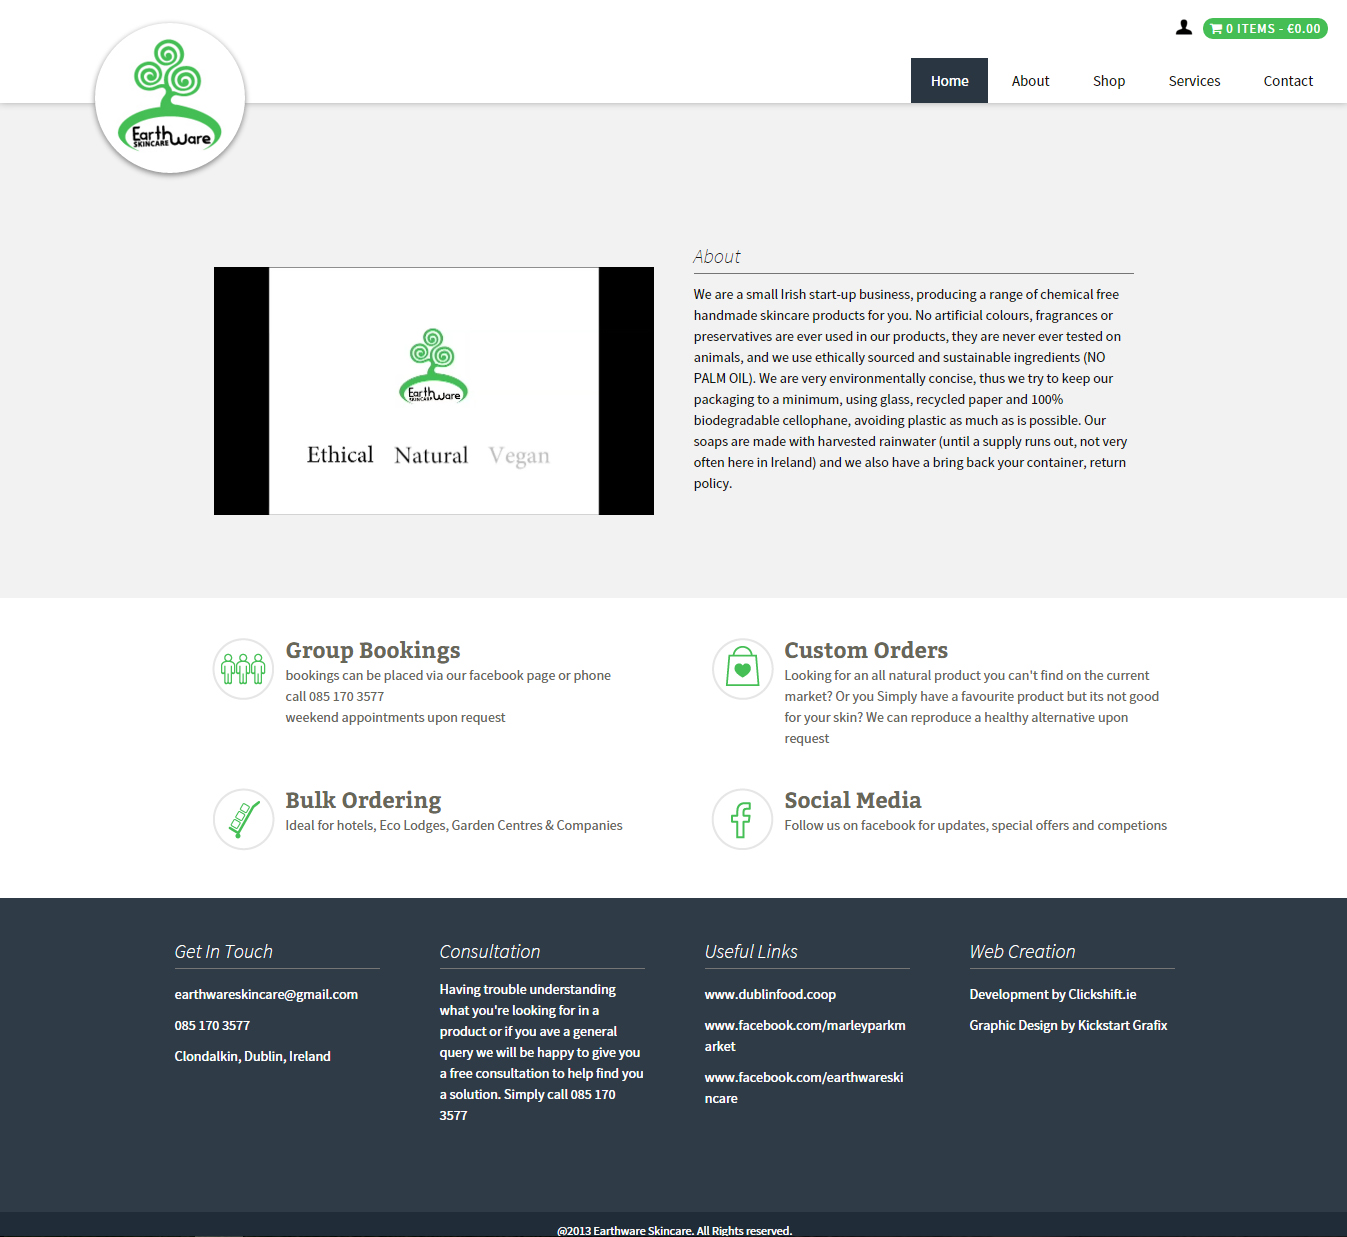 0 ITEMS - €0.00
Home
About
Shop
Services
Contact
Earth
Ware
SKINCARE
About
We are a small Irish start-up business, producing a range of chemical free
handmade skincare products for you. No artificial colours, fragrances or
preservatives are ever used in our products, they are never ever tested on
animals, and we use ethically sourced and sustainable ingredients (NO
PALM OIL). We are very environmentally concise, thus we try to keep our
packaging to a minimum, using glass, recycled paper and 100%
biodegradable cellophane, avoiding plastic as much as is possible. Our
soaps are made with harvested rainwater (until a supply runs out, not very
often here in Ireland) and we also have a bring back your container, return
policy.
Earth
Ware
SKINCARE
Ethical Natural Vegan
Group Bookings
bookings can be placed via our facebook page or phone
call 085 170 3577
weekend appointments upon request
Custom Orders
Looking for an all natural product you can't find on the current
market? Or you Simply have a favourite product but its not good
for your skin? We can reproduce a healthy alternative upon
request
Bulk Ordering
Ideal for hotels, Eco Lodges, Garden Centres & Companies
Social Media
Follow us on facebook for updates, special offers and competions
Get In Touch
earthwareskincare@gmail.com
085 170 3577
Clondalkin, Dublin, Ireland
Consultation
Having trouble understanding
what you're looking for in a
product or if you ave a general
query we will be happy to give you
a free consultation to help find you
a solution. Simply call 085 170
3577
Useful Links
www.dublinfood.coop
www.facebook.com/marleyparkm
arket
www.facebook.com/earthwareski
ncare
Web Creation
Development by Clickshift.ie
Graphic Design by Kickstart Grafix
@2013 Earthware Skincare. All Rights reserved.